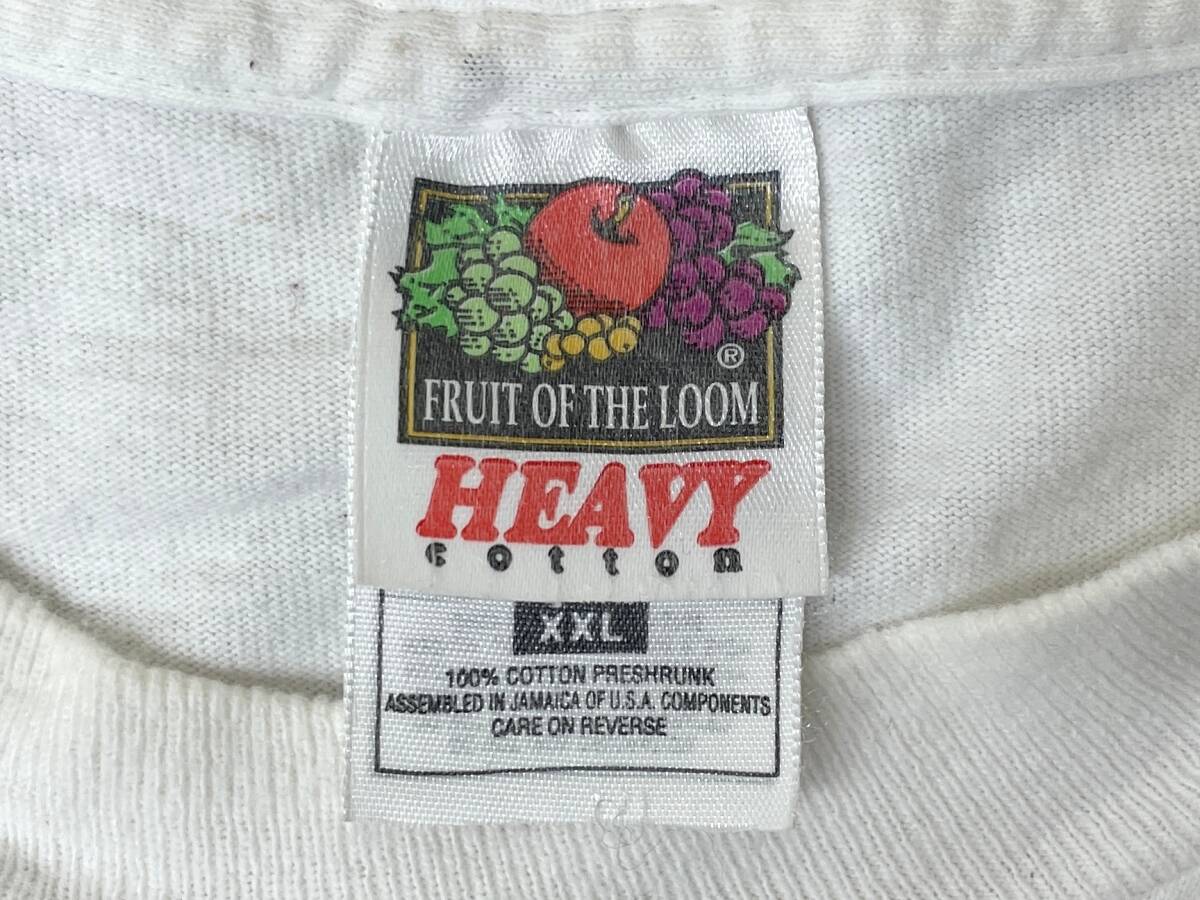 ®
FRUIT OF THE LOOM
HEAVY
cotton
XXL
100% COTTON PRESHRUNK
ASSEMBLED IN JAMAICA OF U.S.A. COMPONENTS
CARE ON REVERSE